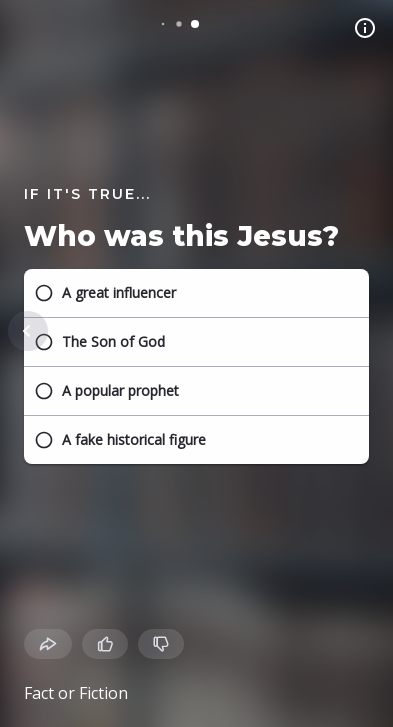 IF IT'S TRUE...
Who was this Jesus?
A great influencer
The Son of God
A popular prophet
A fake historical figure
Fact or Fiction